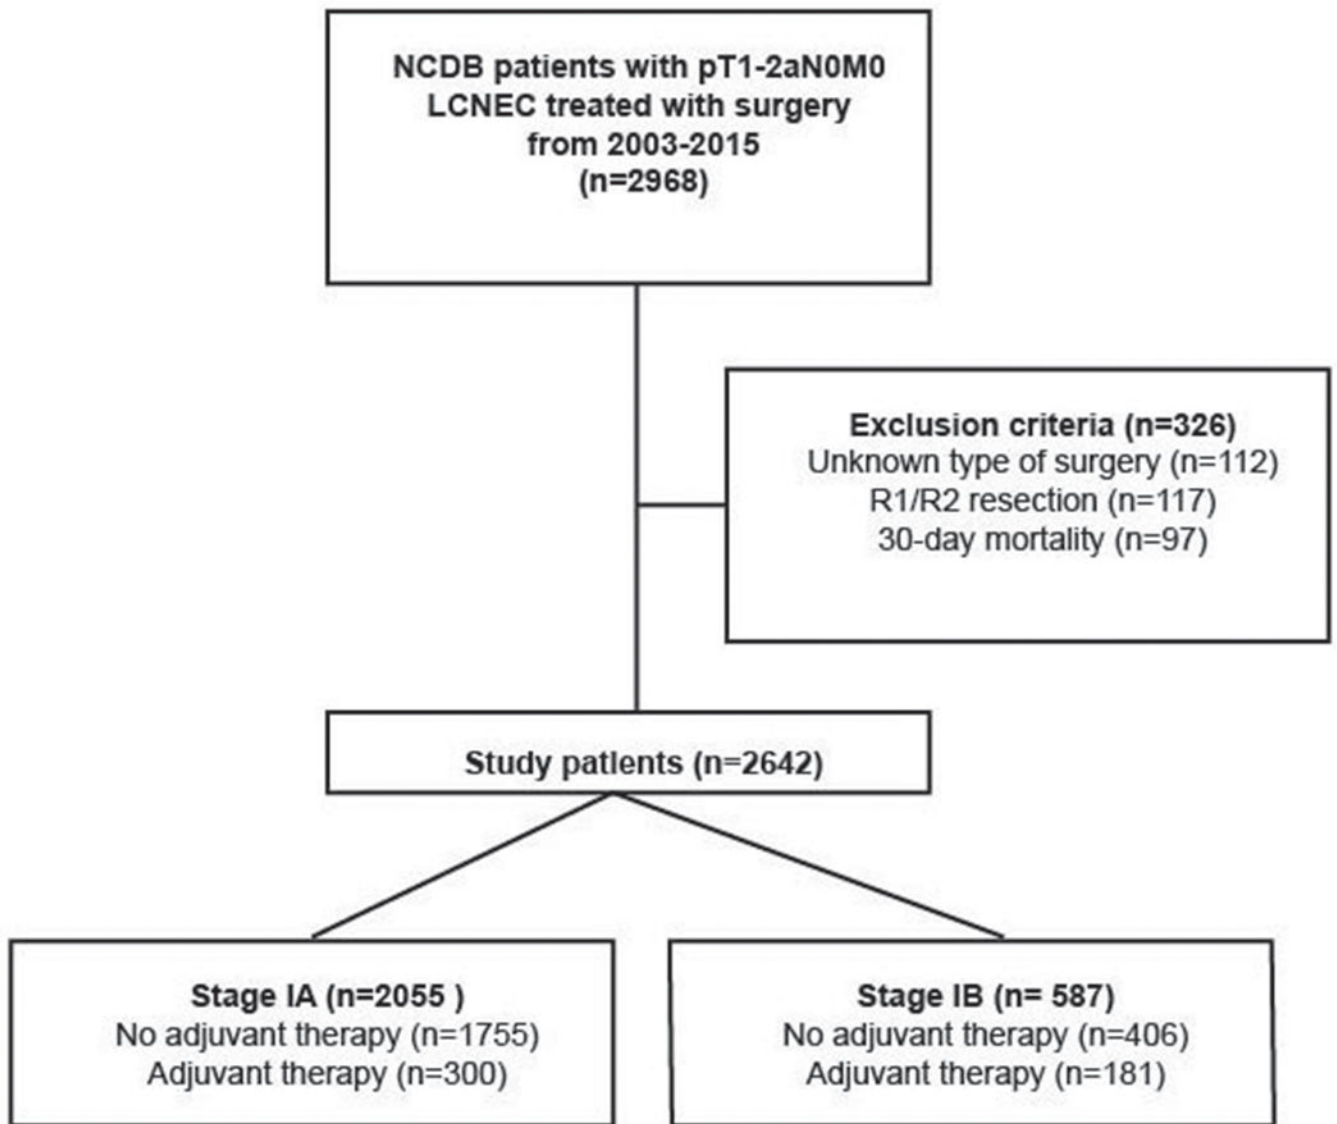 NCDB patients with pT1-2aN0M0
LCNEC treated with surgery
from 2003-2015
(n=2968)
Exclusion criteria (n=326)
Unknown type of surgery (n=112)
R1/R2 resection (n=117)
30-day mortality (n=97)
Study patients (n=2642)
Stage IA (n=2055 )
No adjuvant therapy (n=1755)
Adjuvant therapy (n=300)
Stage IB (n= 587)
No adjuvant therapy (n=406)
Adjuvant therapy (n=181)